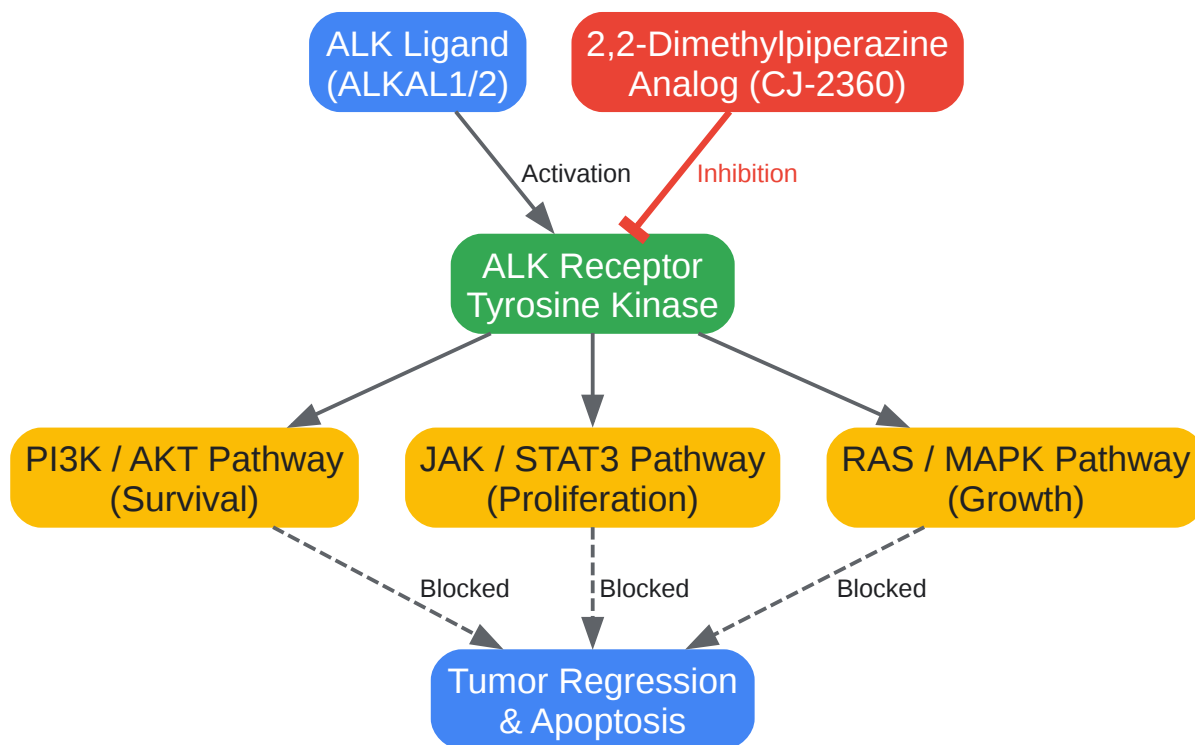 ALK Ligand
(ALKAL1/2)
2,2-Dimethylpiperazine
Analog (CJ-2360)
Activation
Inhibition
ALK Receptor
Tyrosine Kinase
PI3K / AKT Pathway
(Survival)
JAK / STAT3 Pathway
(Proliferation)
RAS / MAPK Pathway
(Growth)
Blocked
Blocked
Blocked
Tumor Regression
& Apoptosis